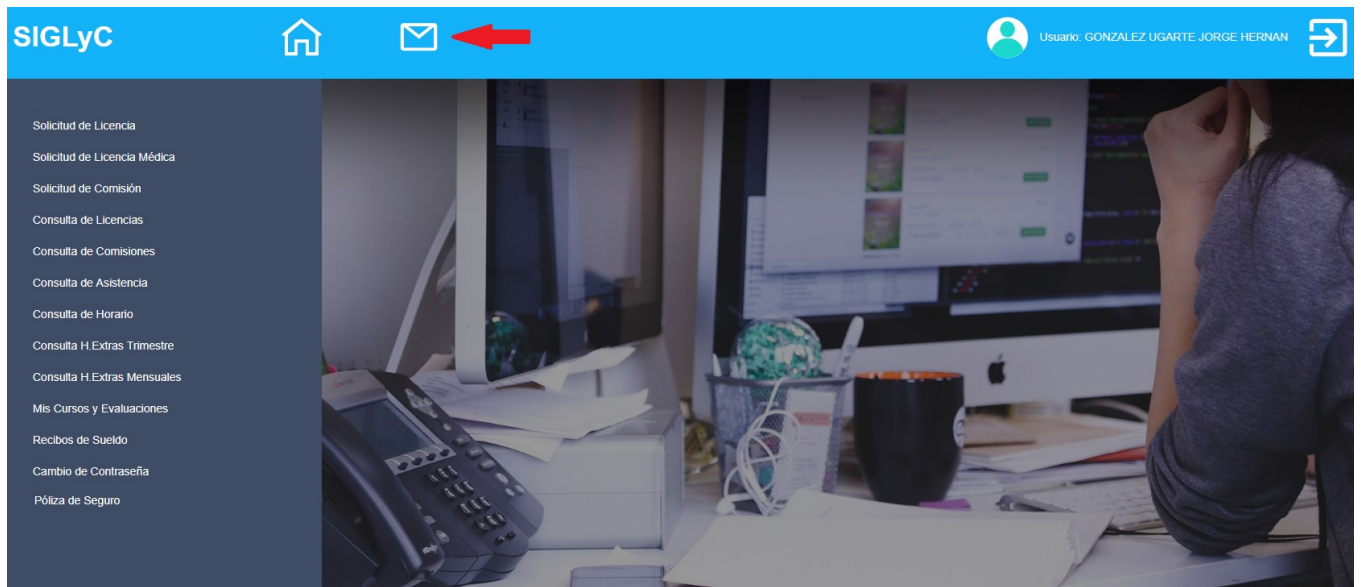 SIGLyC
Usuario: GONZALEZ UGARTE JORGE HERNAN
Solicitud de Licencia
Solicitud de Licencia Médica
Solicitud de Comisión
Consulta de Licencias
Consulta de Comisiones
Consulta de Asistencia
Consulta de Horario
Consulta H.Extras Trimestre
Consulta H.Extras Mensuales
Mis Cursos y Evaluaciones
Recibos de Sueldo
Cambio de Contraseña
Póliza de Seguro